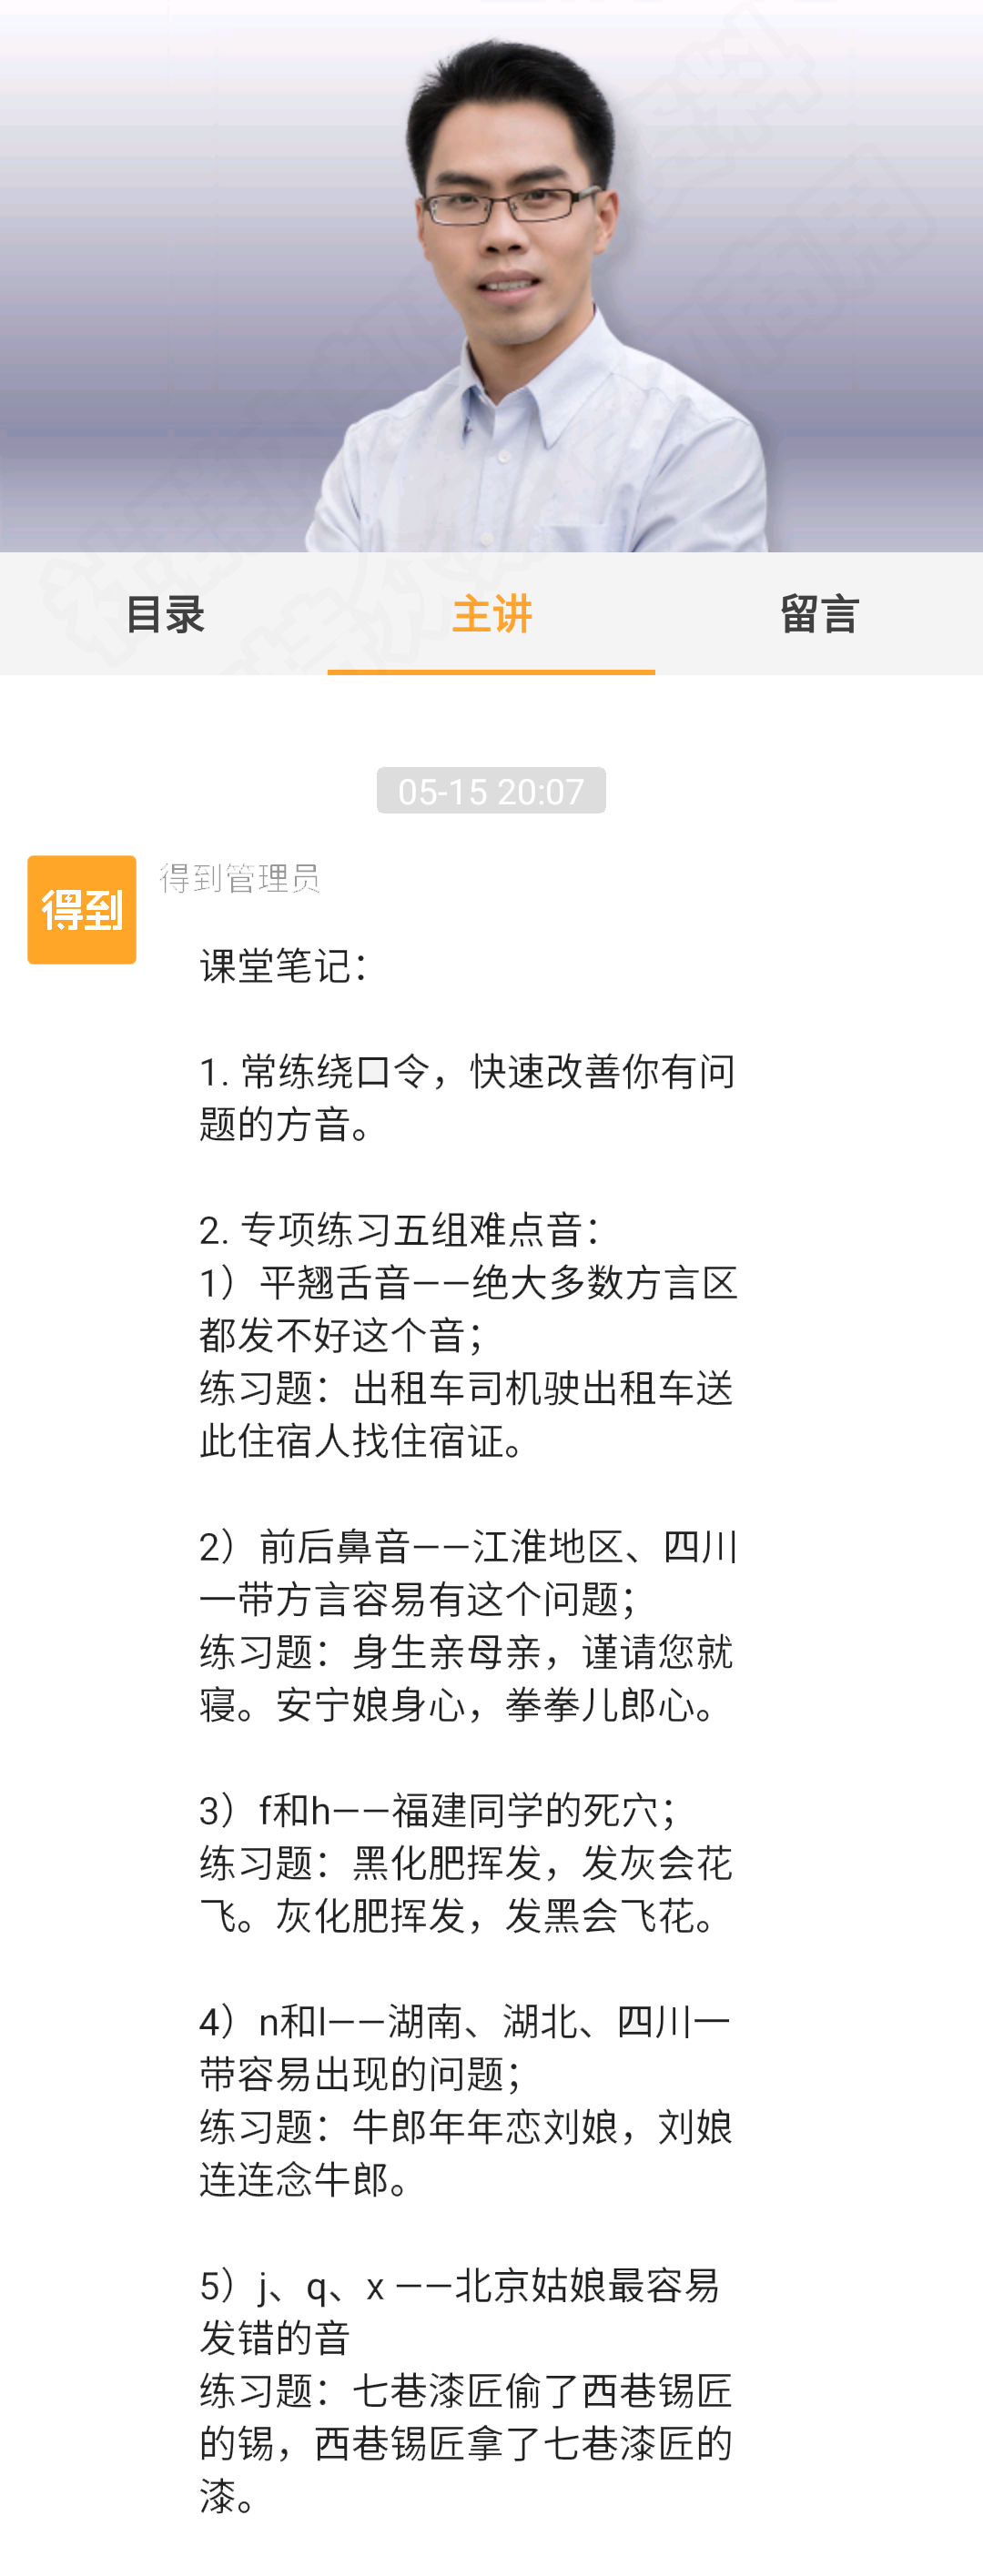 目录
主讲
留言
05-15 20:07
得到
得到管理员
课堂笔记：
1. 常练绕口令，快速改善你有问
题的方音。
2. 专项练习五组难点音：
1）平翘舌音——绝大多数方言区
都发不好这个音；
练习题：出租车司机驶出租车送
此住宿人找住宿证。
2）前后鼻音——江淮地区、四川
一带方言容易有这个问题；
练习题：身生亲母亲，谨请您就
寝。安宁娘身心，拳拳儿郎心。
3）f和h——福建同学的死穴；
练习题：黑化肥挥发，发灰会花
飞。灰化肥挥发，发黑会飞花。
4）n和l——湖南、湖北、四川一
带容易出现的问题；
练习题：牛郎年年恋刘娘，刘娘
连连念牛郎。
5）j、q、x ——北京姑娘最容易
发错的音
练习题：七巷漆匠偷了西巷锡匠
的锡，西巷锡匠拿了七巷漆匠的
漆。